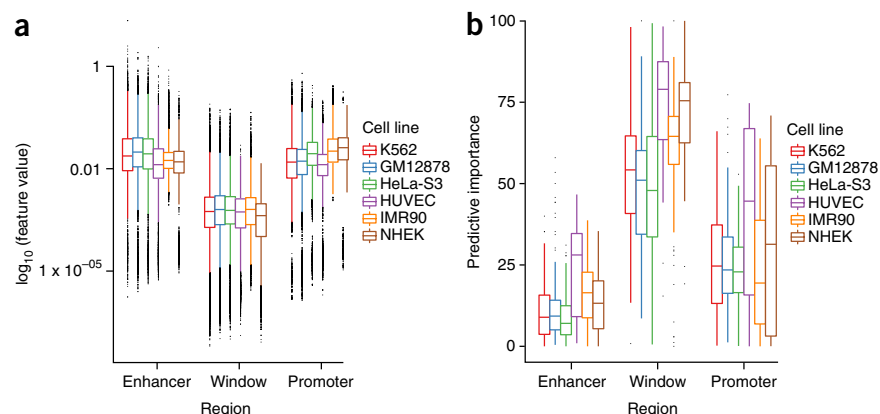 a
log10 (feature value)
1
0.01
1 x 10–05
Enhancer Window Promoter
Region
Cell line
K562
GM12878
HeLa-S3
HUVEC
IMR90
NHEK
b
Predictive importance
100
75
50
25
0
Enhancer Window Promoter
Region
Cell line
K562
GM12878
HeLa-S3
HUVEC
IMR90
NHEK